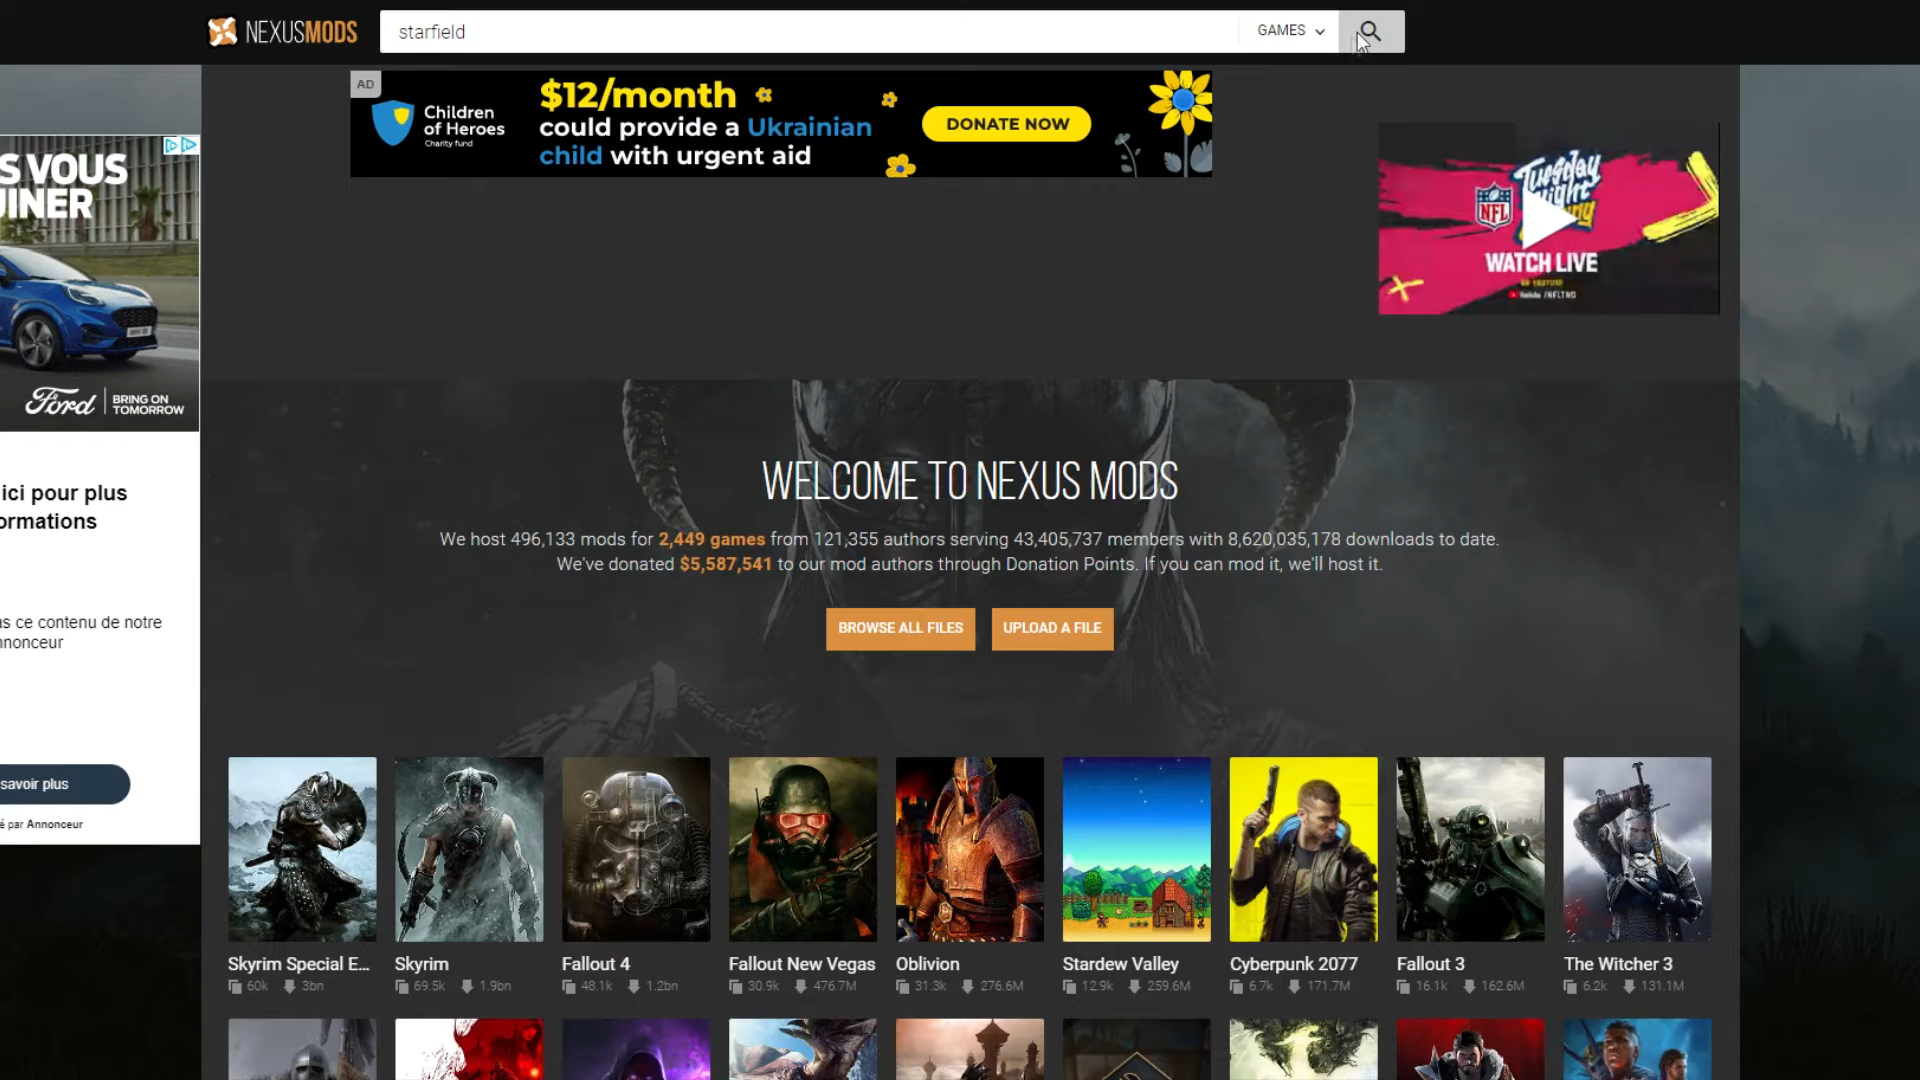 NEXUSMODS
starfield
GAMES
AD
Children
of Heroes
Charity fund
$12/month
could provide a Ukrainian
child with urgent aid
DONATE NOW
S VOUS
INER
Ford
BRING ON
TOMORROW
ici pour plus
ormations
as ce contenu de notre
nnonceur
savoir plus
é par Annonceur
NFL
Tuesday
Night
WATCH LIVE
ON YOUTUBE
YouTube /NFLTNG
WELCOME TO NEXUS MODS
We host 496,133 mods for 2,449 games from 121,355 authors serving 43,405,737 members with 8,620,035,178 downloads to date.
We've donated $5,587,541 to our mod authors through Donation Points. If you can mod it, we'll host it.
BROWSE ALL FILES
UPLOAD A FILE
Skyrim Special E...
60k 3bn
Skyrim
69.5k 1.9bn
Fallout 4
48.1k 1.2bn
Fallout New Vegas
30.9k 476.7M
Oblivion
31.3k 276.6M
Stardew Valley
12.9k 259.6M
Cyberpunk 2077
6.7k 171.7M
Fallout 3
16.1k 162.6M
The Witcher 3
6.2k 131.1M